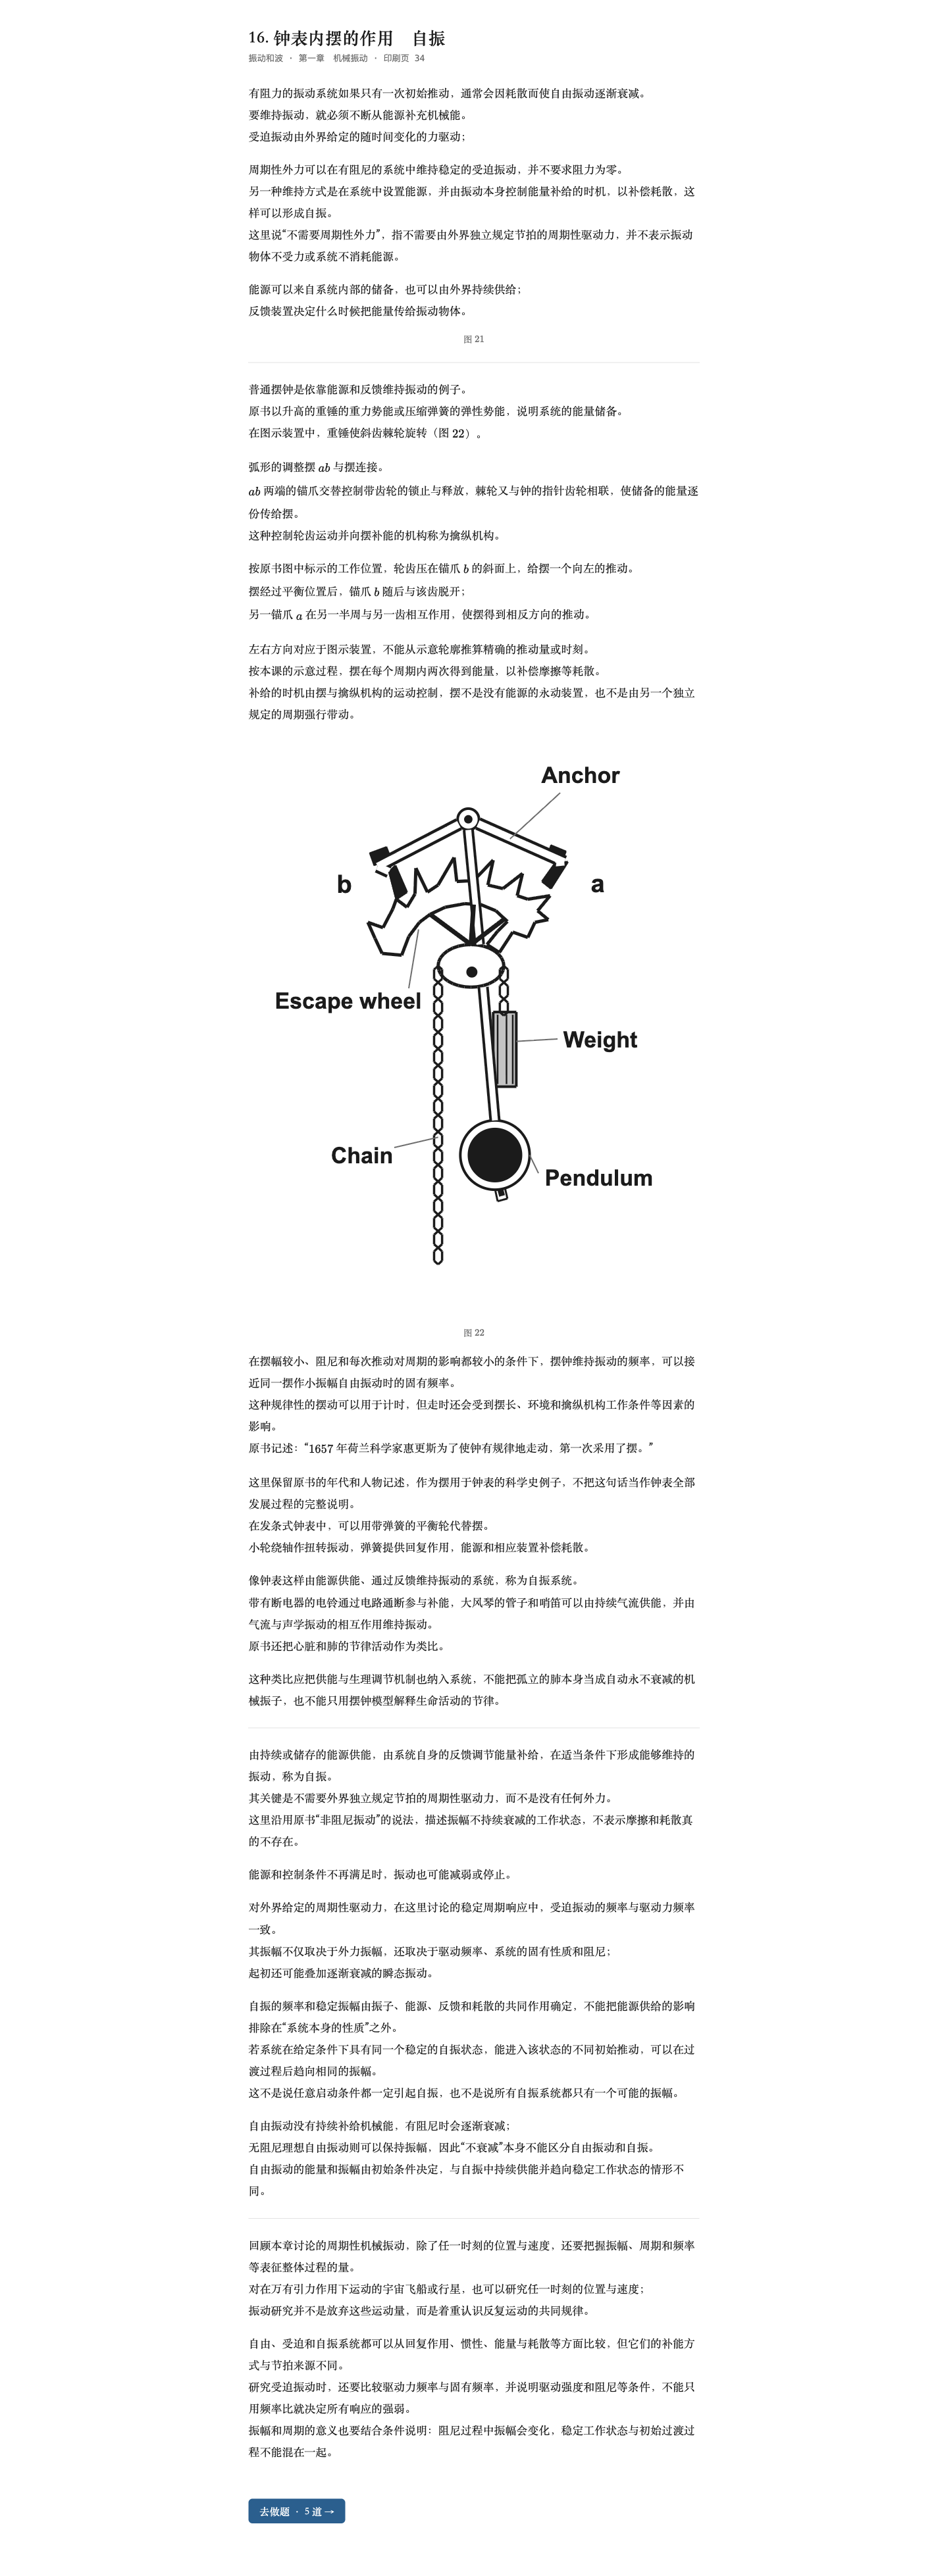 16. 钟表内摆的作用　自振
振动和波 · 第一章　机械振动 · 印刷页 34
有阻力的振动系统如果只有一次初始推动，通常会因耗散而使自由振动逐渐衰减。
要维持振动，就必须不断从能源补充机械能。
受迫振动由外界给定的随时间变化的力驱动；
周期性外力可以在有阻尼的系统中维持稳定的受迫振动，并不要求阻力为零。
另一种维持方式是在系统中设置能源，并由振动本身控制能量补给的时机，以补偿耗散，这
样可以形成自振。
这里说“不需要周期性外力”，指不需要由外界独立规定节拍的周期性驱动力，并不表示振动
物体不受力或系统不消耗能源。
能源可以来自系统内部的储备，也可以由外界持续供给；
反馈装置决定什么时候把能量传给振动物体。
图 21
普通摆钟是依靠能源和反馈维持振动的例子。
原书以升高的重锤的重力势能或压缩弹簧的弹性势能，说明系统的能量储备。
在图示装置中，重锤使斜齿棘轮旋转（图 22）。
弧形的调整摆 ab 与摆连接。
ab 两端的锚爪交替控制带齿轮的锁止与释放，棘轮又与钟的指针齿轮相联，使储备的能量逐
份传给摆。
这种控制轮齿运动并向摆补能的机构称为擒纵机构。
按原书图中标示的工作位置，轮齿压在锚爪 b 的斜面上，给摆一个向左的推动。
摆经过平衡位置后，锚爪 b 随后与该齿脱开；
另一锚爪 a 在另一半周与另一齿相互作用，使摆得到相反方向的推动。
左右方向对应于图示装置，不能从示意轮廓推算精确的推动量或时刻。
按本课的示意过程，摆在每个周期内两次得到能量，以补偿摩擦等耗散。
补给的时机由摆与擒纵机构的运动控制，摆不是没有能源的永动装置，也不是由另一个独立
规定的周期强行带动。
Anchor
b
a
Escape wheel
Weight
Chain
Pendulum
图 22
在摆幅较小、阻尼和每次推动对周期的影响都较小的条件下，摆钟维持振动的频率，可以接
近同一摆作小振幅自由振动时的固有频率。
这种规律性的摆动可以用于计时，但走时还会受到摆长、环境和擒纵机构工作条件等因素的
影响。
原书记述：“1657 年荷兰科学家惠更斯为了使钟有规律地走动，第一次采用了摆。”
这里保留原书的年代和人物记述，作为摆用于钟表的科学史例子，不把这句话当作钟表全部
发展过程的完整说明。
在发条式钟表中，可以用带弹簧的平衡轮代替摆。
小轮绕轴作扭转振动，弹簧提供回复作用，能源和相应装置补偿耗散。
像钟表这样由能源供能、通过反馈维持振动的系统，称为自振系统。
带有断电器的电铃通过电路通断参与补能，大风琴的管子和哨笛可以由持续气流供能，并由
气流与声学振动的相互作用维持振动。
原书还把心脏和肺的节律活动作为类比。
这种类比应把供能与生理调节机制也纳入系统，不能把孤立的肺本身当成自动永不衰减的机
械振子，也不能只用摆钟模型解释生命活动的节律。
由持续或储存的能源供能，由系统自身的反馈调节能量补给，在适当条件下形成能够维持的
振动，称为自振。
其关键是不需要外界独立规定节拍的周期性驱动力，而不是没有任何外力。
这里沿用原书“非阻尼振动”的说法，描述振幅不持续衰减的工作状态，不表示摩擦和耗散真
的不存在。
能源和控制条件不再满足时，振动也可能减弱或停止。
对外界给定的周期性驱动力，在这里讨论的稳定周期响应中，受迫振动的频率与驱动力频率
一致。
其振幅不仅取决于外力振幅，还取决于驱动频率、系统的固有性质和阻尼；
起初还可能叠加逐渐衰减的瞬态振动。
自振的频率和稳定振幅由振子、能源、反馈和耗散的共同作用确定，不能把能源供给的影响
排除在“系统本身的性质”之外。
若系统在给定条件下具有同一个稳定的自振状态，能进入该状态的不同初始推动，可以在过
渡过程后趋向相同的振幅。
这不是说任意启动条件都一定引起自振，也不是说所有自振系统都只有一个可能的振幅。
自由振动没有持续补给机械能，有阻尼时会逐渐衰减；
无阻尼理想自由振动则可以保持振幅，因此“不衰减”本身不能区分自由振动和自振。
自由振动的能量和振幅由初始条件决定，与自振中持续供能并趋向稳定工作状态的情形不
同。
回顾本章讨论的周期性机械振动，除了任一时刻的位置与速度，还要把握振幅、周期和频率
等表征整体过程的量。
对在万有引力作用下运动的宇宙飞船或行星，也可以研究任一时刻的位置与速度；
振动研究并不是放弃这些运动量，而是着重认识反复运动的共同规律。
自由、受迫和自振系统都可以从回复作用、惯性、能量与耗散等方面比较，但它们的补能方
式与节拍来源不同。
研究受迫振动时，还要比较驱动力频率与固有频率，并说明驱动强度和阻尼等条件，不能只
用频率比就决定所有响应的强弱。
振幅和周期的意义也要结合条件说明：阻尼过程中振幅会变化，稳定工作状态与初始过渡过
程不能混在一起。
去做题 · 5 道 →